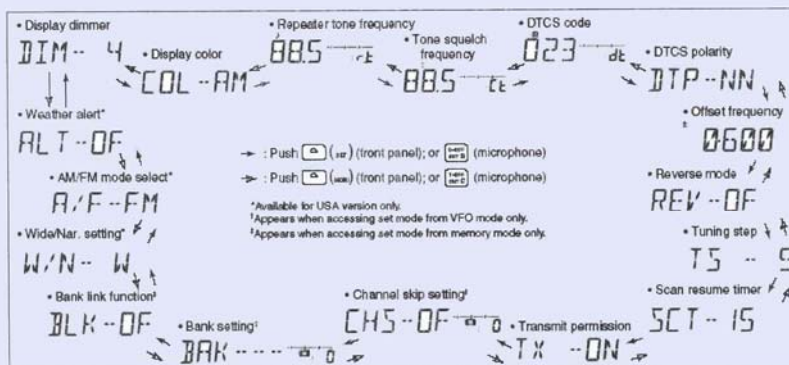 • Display dimmer
DIM-- 4
• Display color
COL--AM
• Repeater tone frequency
88.5 rt
• Tone squelch
frequency
88.5 Ct
• DTCS code
023 dt
• DTCS polarity
DTP--NN
• Offset frequency
±
0.600
• Reverse mode
REV--OF
• Tuning step
TS -- 5
• Scan resume timer
SCT--15
• Transmit permission
TX --ON
• Channel skip setting‡
CHS--OF 0
• Bank setting‡
BAK---- 0
• Bank link function‡
BLK--OF
• Wide/Nar. setting*
W/N-- W
• AM/FM mode select*
A/F--FM
• Weather alert*
ALT--OF
: Push (SET) (front panel); or (microphone)
: Push (front panel); or (microphone)
*Available for USA version only.
†Appears when accessing set mode from VFO mode only.
‡Appears when accessing set mode from memory mode only.